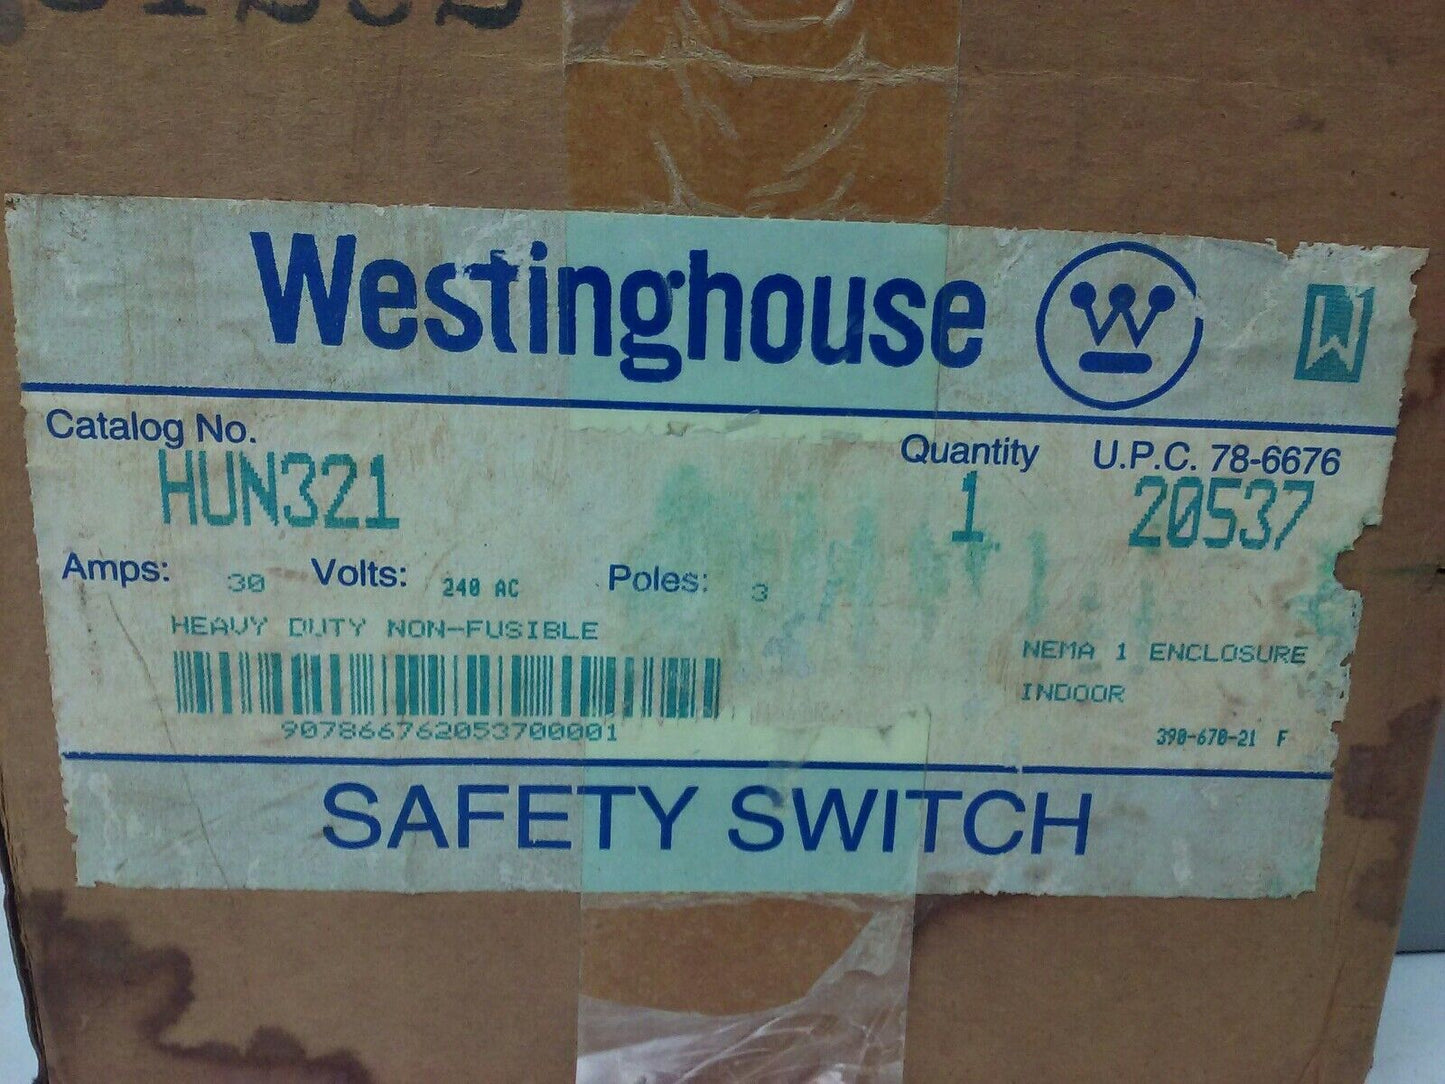 Westinghouse W
Catalog No. Quantity U.P.C. 78-6676
HUN321 1 20537
Amps: 30 Volts: 240 AC Poles: 3
HEAVY DUTY NON-FUSIBLE
NEMA 1 ENCLOSURE
INDOOR
907866762053700001
390-670-21 F
SAFETY SWITCH